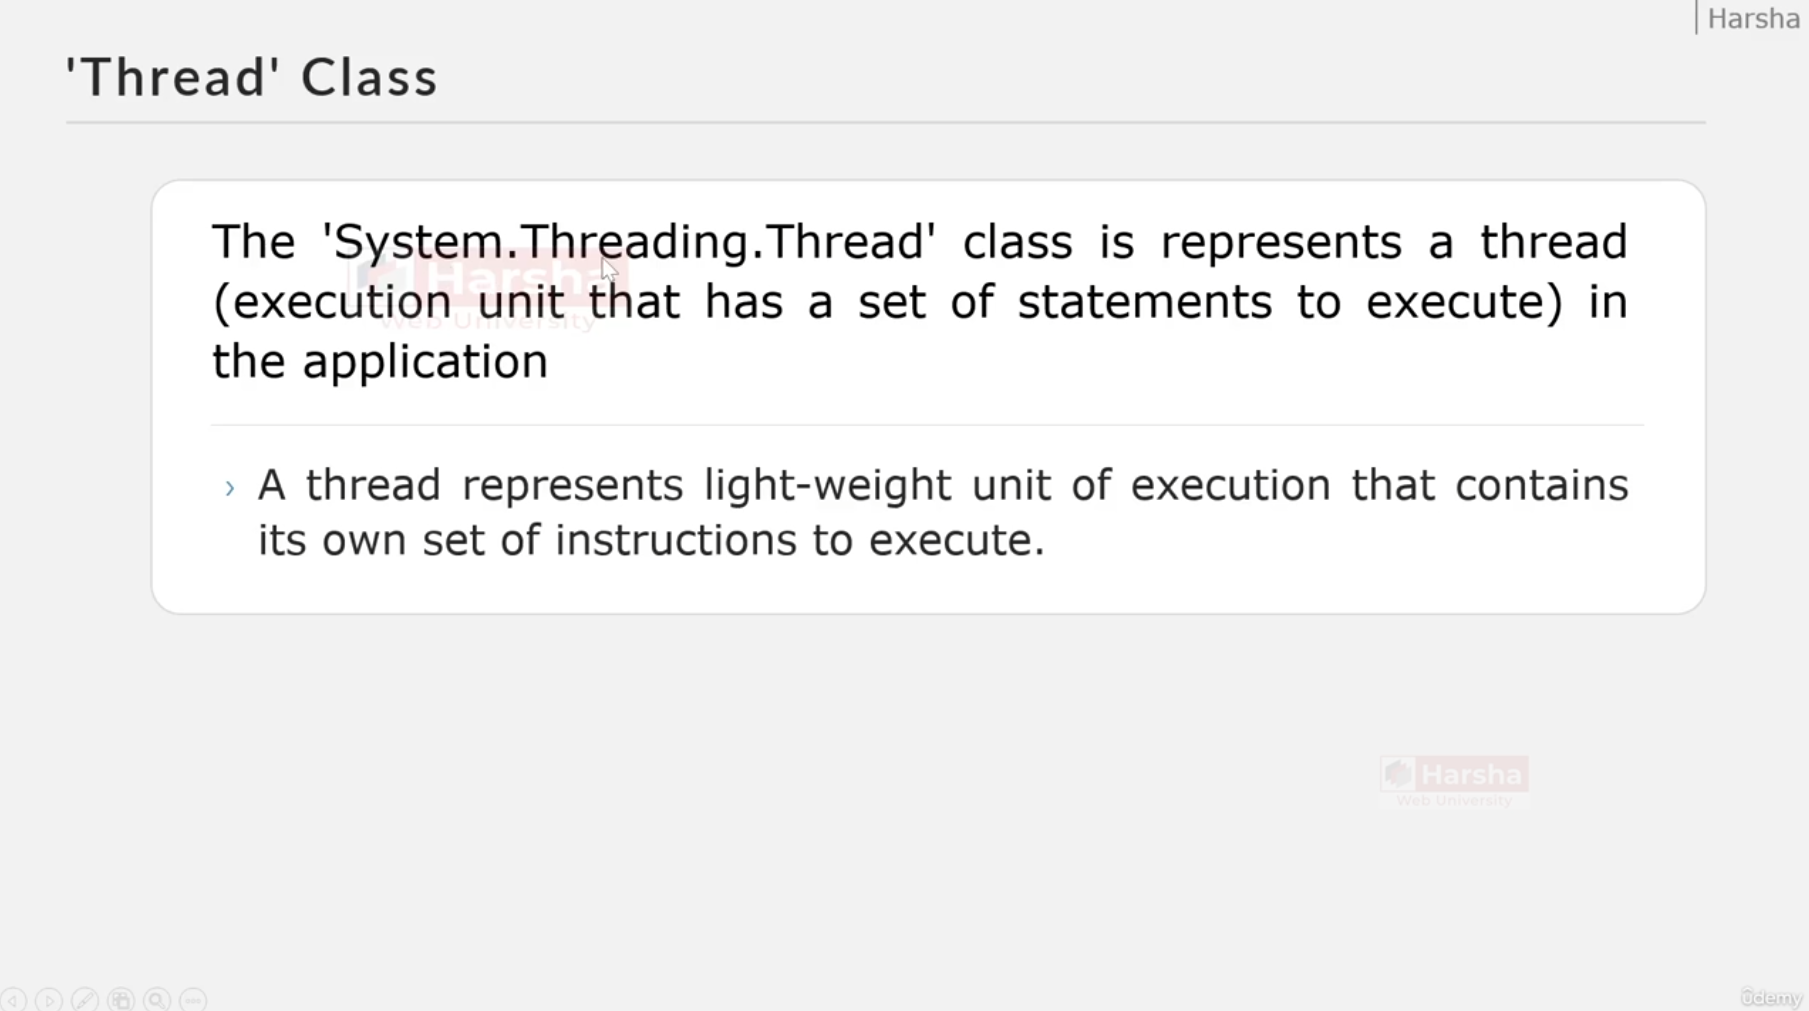 Harsha
'Thread' Class
The 'System.Threading.Thread' class is represents a thread
(execution unit that has a set of statements to execute) in
the application
Harsha
Web University
› A thread represents light-weight unit of execution that contains
its own set of instructions to execute.
Harsha
Web University
ûdemy